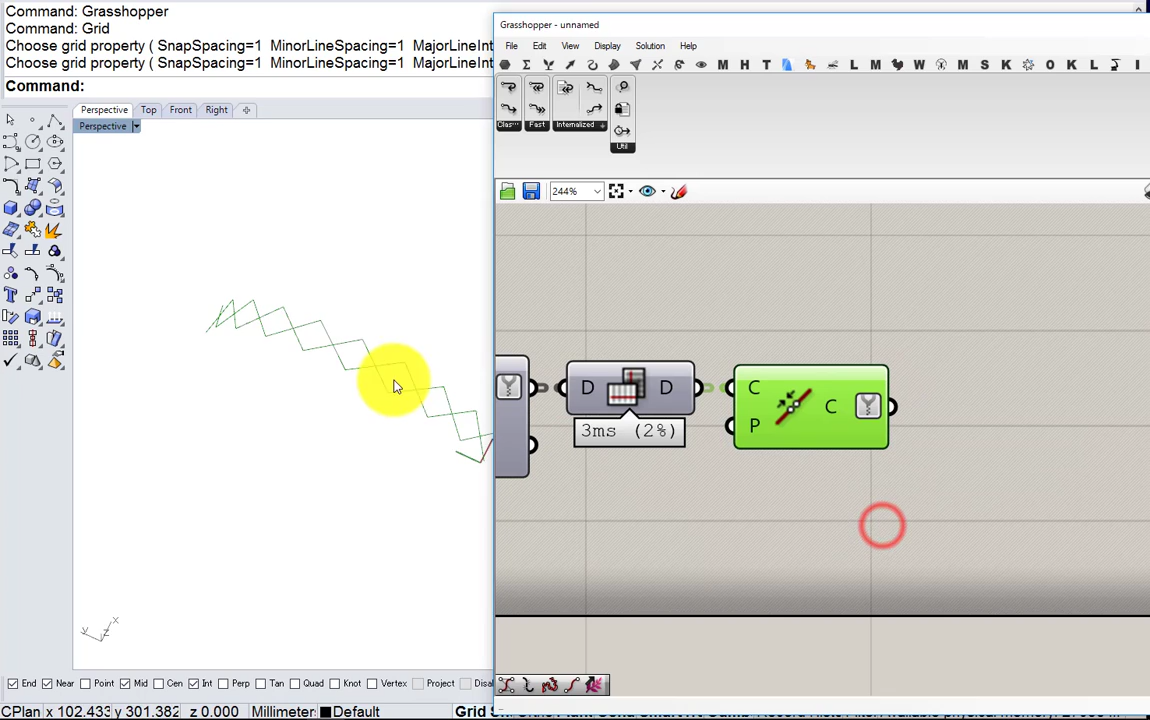 Command: Grasshopper
Command: Grid
Choose grid property ( SnapSpacing=1 MinorLineSpacing=1 MajorLineInt
Choose grid property ( SnapSpacing=1 MinorLineSpacing=1 MajorLineInt
Command:
Perspective Top Front Right
Perspective
Grasshopper - unnamed
File Edit View Display Solution Help
M H T L M W M S K O K L I
Clas··· Fast Internalized Util
244%
D D
3ms (2%)
C C
P
y z x
End Near Point Mid Cen Int Perp Tan Quad Knot Vertex Project Disa
CPlan x 102.433 y 301.382 z 0.000 Millimeter: Default